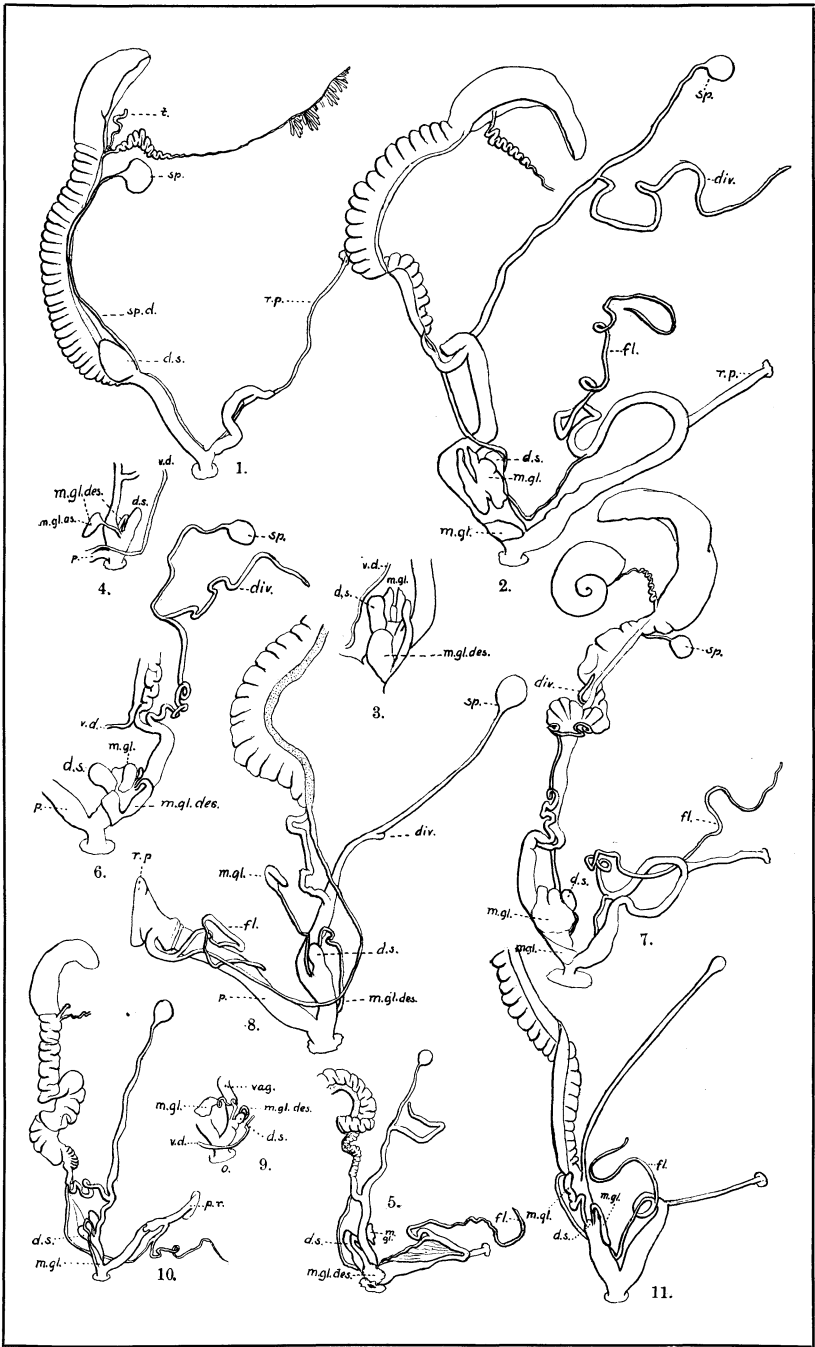 t.
sp.
sp.
div.
sp.d.
r.p.
d.s.
fl.
r.p.
1.
v.d.
m.gl.des.
d.s.
m.gl.as.
p.
4.
d.s.
m.gl.
m.gl.
2.
sp.
div.
v.d.
m.gl.
d.s.
m.gl.des.
3.
sp.
div.
v.d.
m.gl.
d.s.
p.
m.gl.des.
6.
sp.
div.
m.gl.
r.p
fl.
d.s.
p.
m.gl.des.
8.
fl.
d.s.
m.gl.
m.gl.
7.
vag.
m.gl.
m.gl.des.
d.s.
v.d.
o.
9.
p.r.
d.s.
m.gl.
10.
5.
fl.
m.
gl.
d.s.
m.gl.des.
fl.
m.gl.
m.gl.
d.s.
11.